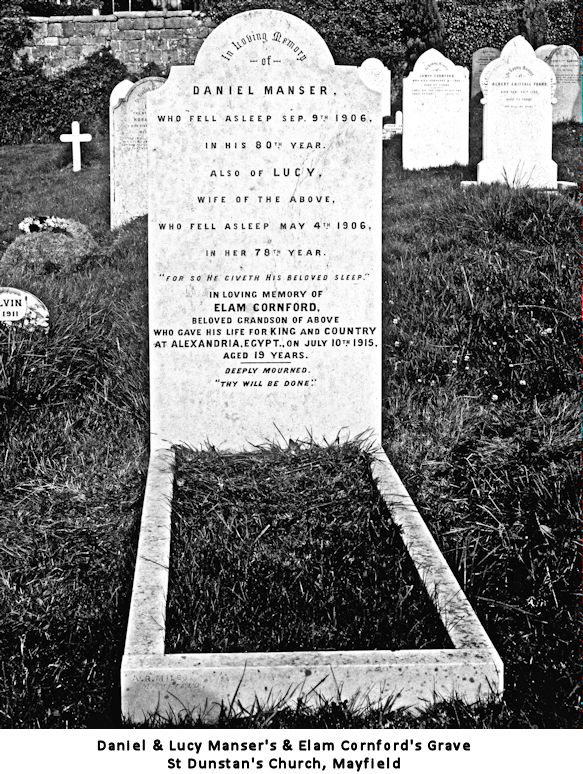 In Loving Memory
— of —
DANIEL MANSER,
WHO FELL ASLEEP SEP. 9TH 1906,
IN HIS 80TH YEAR.
ALSO OF LUCY,
WIFE OF THE ABOVE,
WHO FELL ASLEEP MAY 4TH 1906,
IN HER 78TH YEAR.
"FOR SO HE GIVETH HIS BELOVED SLEEP."
IN LOVING MEMORY OF
ELAM CORNFORD,
BELOVED GRANDSON OF ABOVE
WHO GAVE HIS LIFE FOR KING AND COUNTRY
AT ALEXANDRIA, EGYPT., ON JULY 10TH 1915,
AGED 19 YEARS.
DEEPLY MOURNED.
"THY WILL BE DONE".
JAMES CORNFORD
LVIN
1911
Daniel & Lucy Manser's & Elam Cornford's Grave
St Dunstan's Church, Mayfield